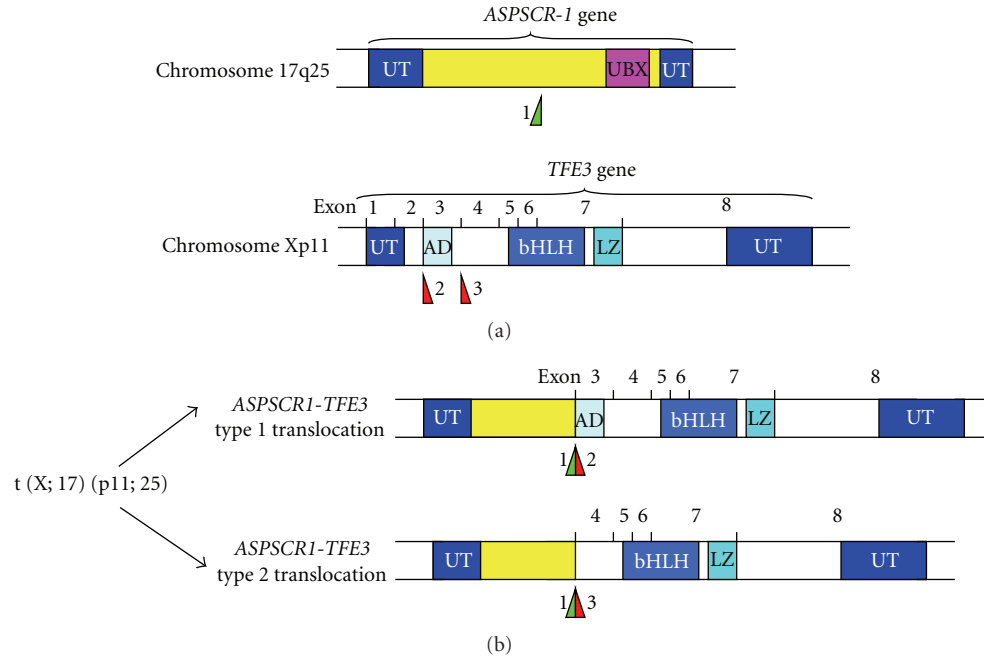 ASPSCR-1 gene
Chromosome 17q25
UT
UBX
UT
1
TFE3 gene
Exon 1 2 3 4 5 6 7 8
Chromosome Xp11
UT
AD
bHLH
LZ
UT
2
3
(a)
Exon 3 4 5 6 7 8
ASPSCR1-TFE3
type 1 translocation
UT
AD
bHLH
LZ
UT
1 2
t (X; 17) (p11; 25)
4 5 6 7 8
ASPSCR1-TFE3
type 2 translocation
UT
bHLH
LZ
UT
1 3
(b)